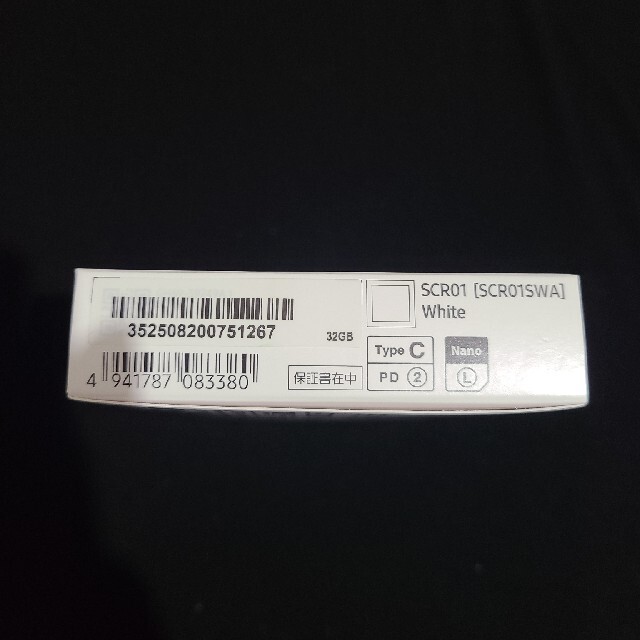 352508200751267
32GB
SCR01 [SCR01SWA]
White
Type C
PD 2
Nano
L
4 941787 083380
保証書在中